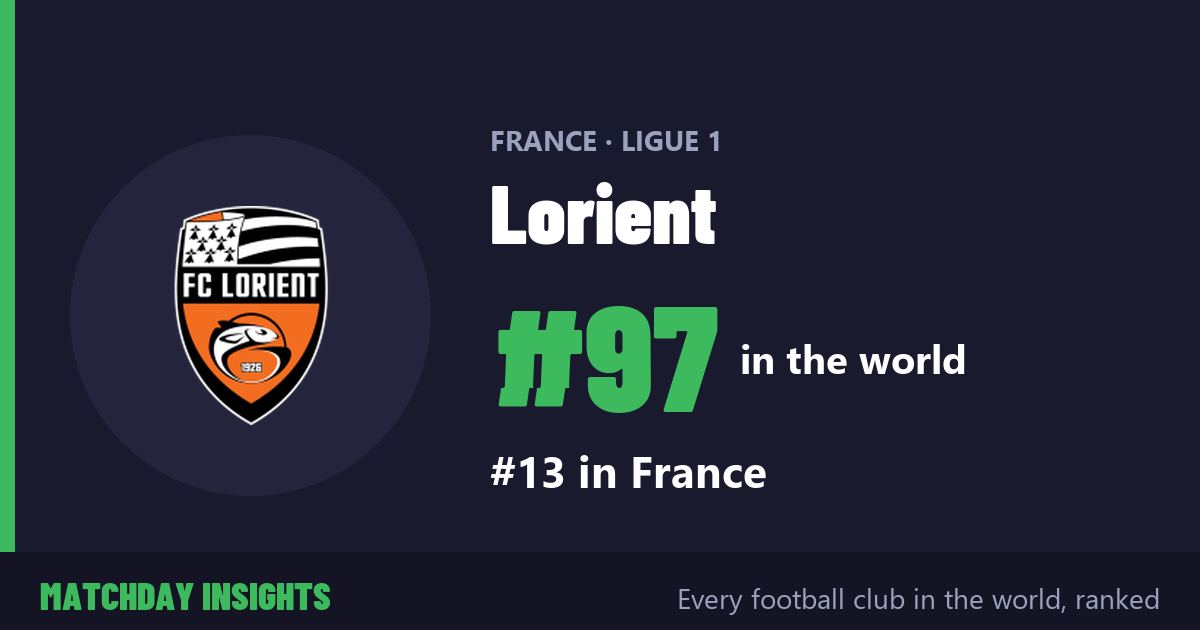 FRANCE · LIGUE 1
Lorient
FC LORIENT
1926
#97 in the world
#13 in France
MATCHDAY INSIGHTS
Every football club in the world, ranked